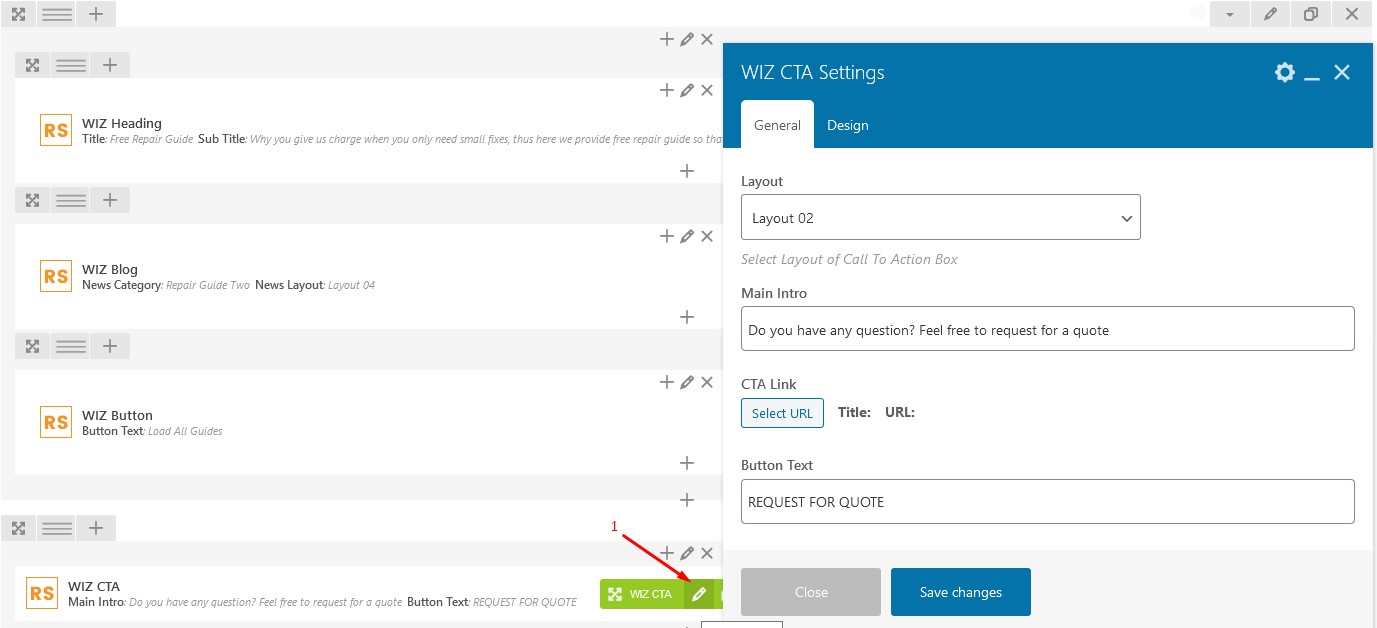 RS
WIZ Heading
Title: Free Repair Guide Sub Title: Why you give us charge when you only need small fixes, thus here we provide free repair guide so tha
RS
WIZ Blog
News Category: Repair Guide Two News Layout: Layout 04
RS
WIZ Button
Button Text: Load All Guides
1
RS
WIZ CTA
Main Intro: Do you have any question? Feel free to request for a quote Button Text: REQUEST FOR QUOTE
WIZ CTA
WIZ CTA Settings
General Design
Layout
Layout 02
Select Layout of Call To Action Box
Main Intro
Do you have any question? Feel free to request for a quote
CTA Link
Select URL Title: URL:
Button Text
REQUEST FOR QUOTE
Close Save changes